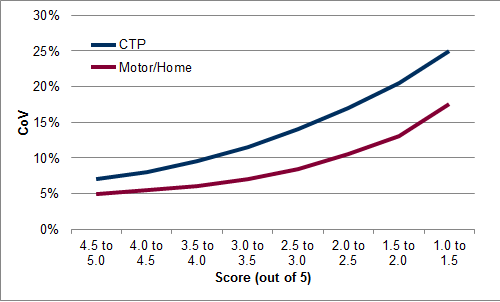 30%
25%
20%
15%
10%
5%
0%
CoV
CTP
Motor/Home
4.5 to
5.0
4.0 to
4.5
3.5 to
4.0
3.0 to
3.5
2.5 to
3.0
2.0 to
2.5
1.5 to
2.0
1.0 to
1.5
Score (out of 5)